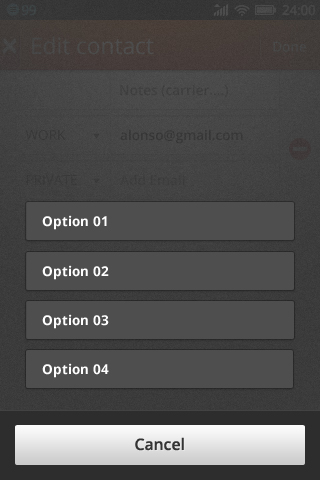 99
24:00
Edit contact
Done
Notes (carrier ...)
WORK
alonso@gmail.com
PRIVATE
Add Email
Option 01
Option 02
Option 03
Option 04
Cancel